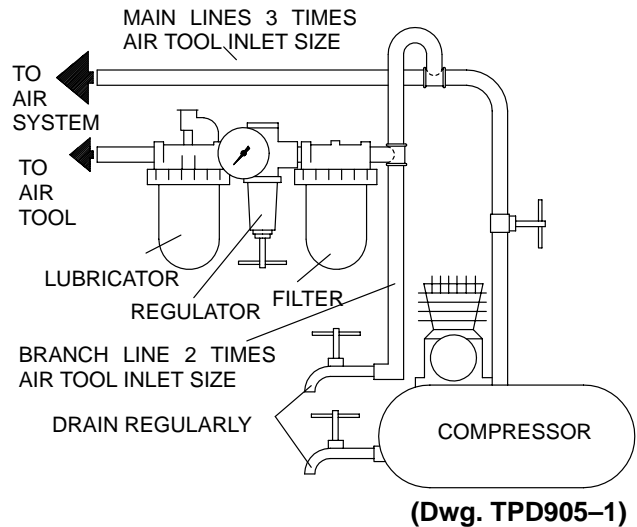 MAIN LINES 3 TIMES
AIR TOOL INLET SIZE
TO
AIR
SYSTEM
TO
AIR
TOOL
LUBRICATOR
REGULATOR
FILTER
BRANCH LINE 2 TIMES
AIR TOOL INLET SIZE
DRAIN REGULARLY
COMPRESSOR
(Dwg. TPD905–1)